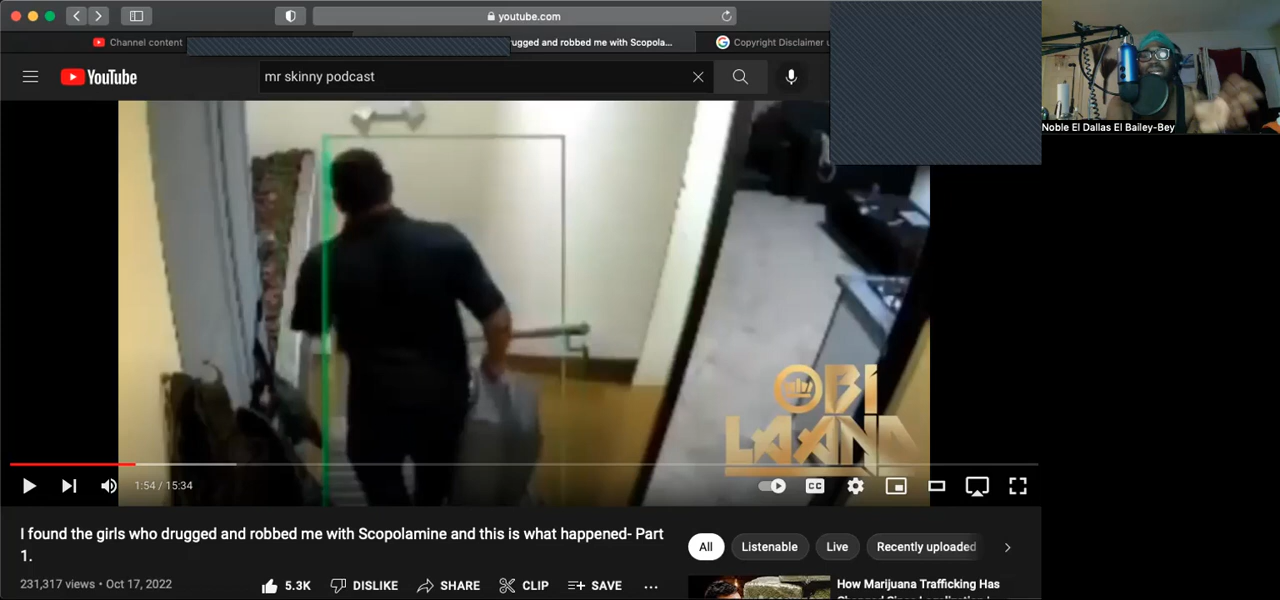 youtube.com
Channel content
rugged and robbed me with Scopola...
Copyright Disclaimer
YouTube
mr skinny podcast
Noble El Dallas El Bailey-Bey
OBI
LAANA
1:54 / 15:34
CC
I found the girls who drugged and robbed me with Scopolamine and this is what happened- Part
1.
All
Listenable
Live
Recently uploaded
231,317 views • Oct 17, 2022
5.3K
DISLIKE
SHARE
CLIP
SAVE
...
How Marijuana Trafficking Has